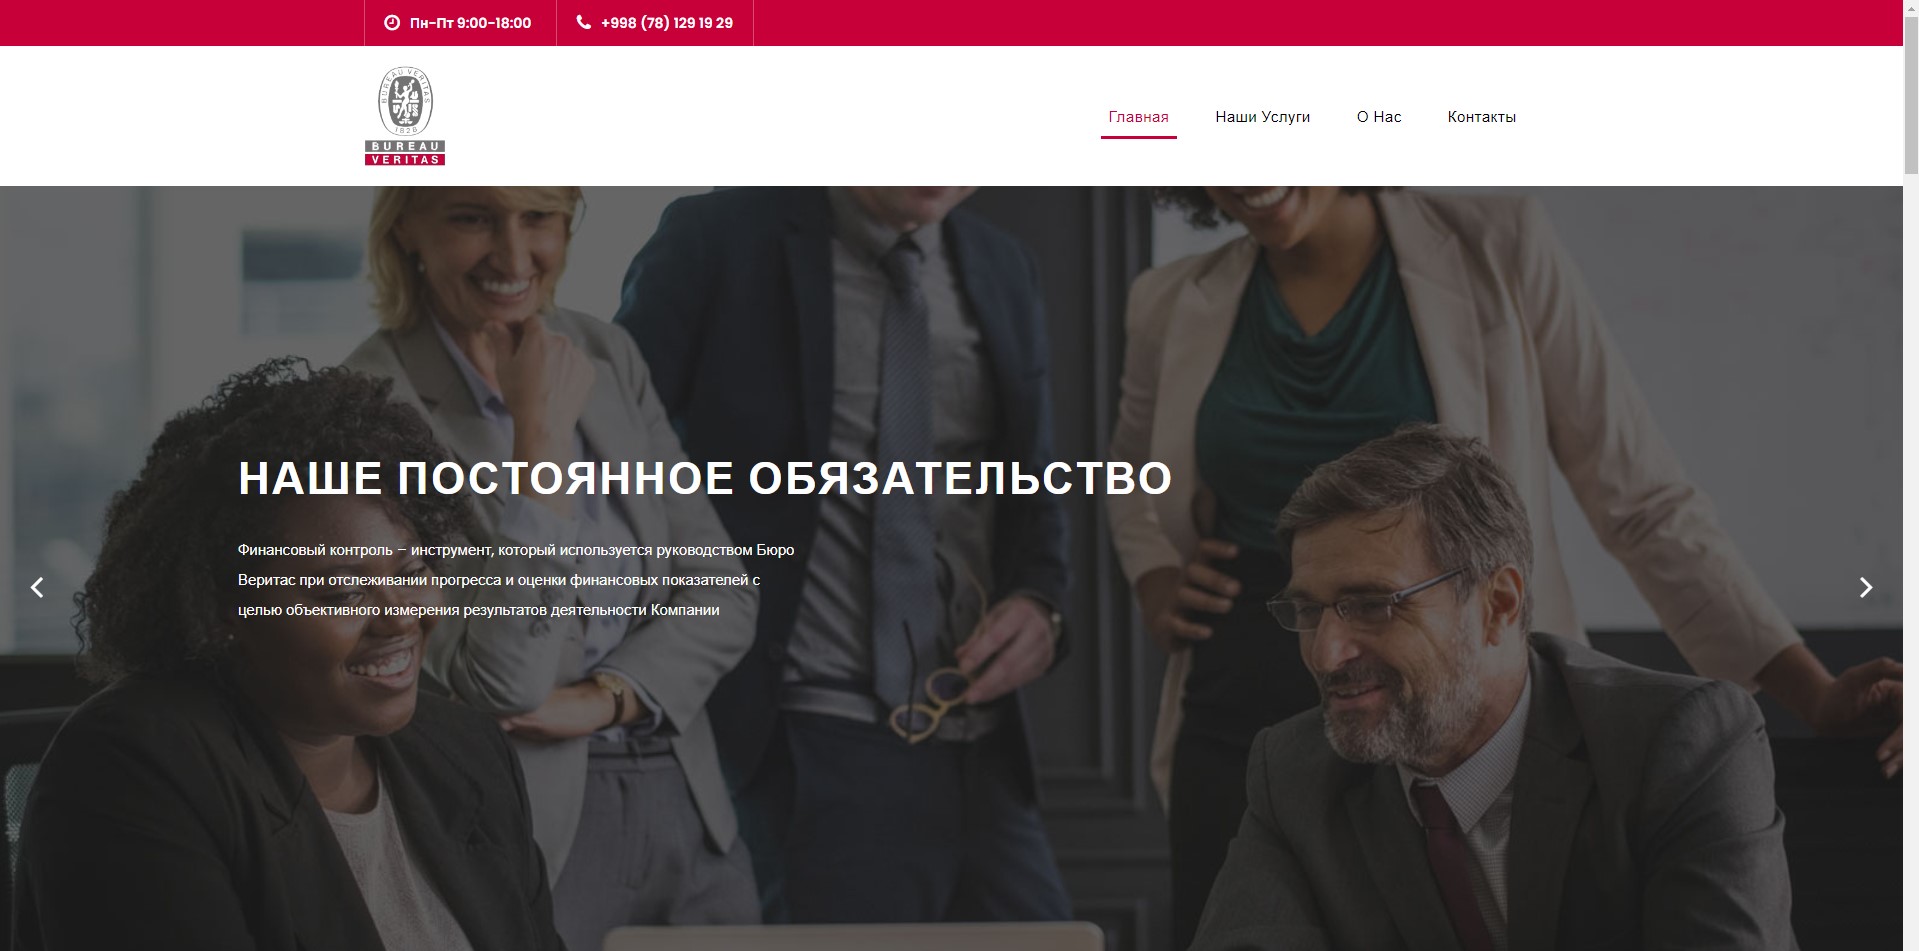 Пн-Пт 9:00-18:00
+998 (78) 129 19 29
BUREAU VERITAS
1828
BUREAU
VERITAS
Главная
Наши Услуги
О Нас
Контакты
НАШЕ ПОСТОЯННОЕ ОБЯЗАТЕЛЬСТВО
Финансовый контроль – инструмент, который используется руководством Бюро
Веритас при отслеживании прогресса и оценки финансовых показателей с
целью объективного измерения результатов деятельности Компании